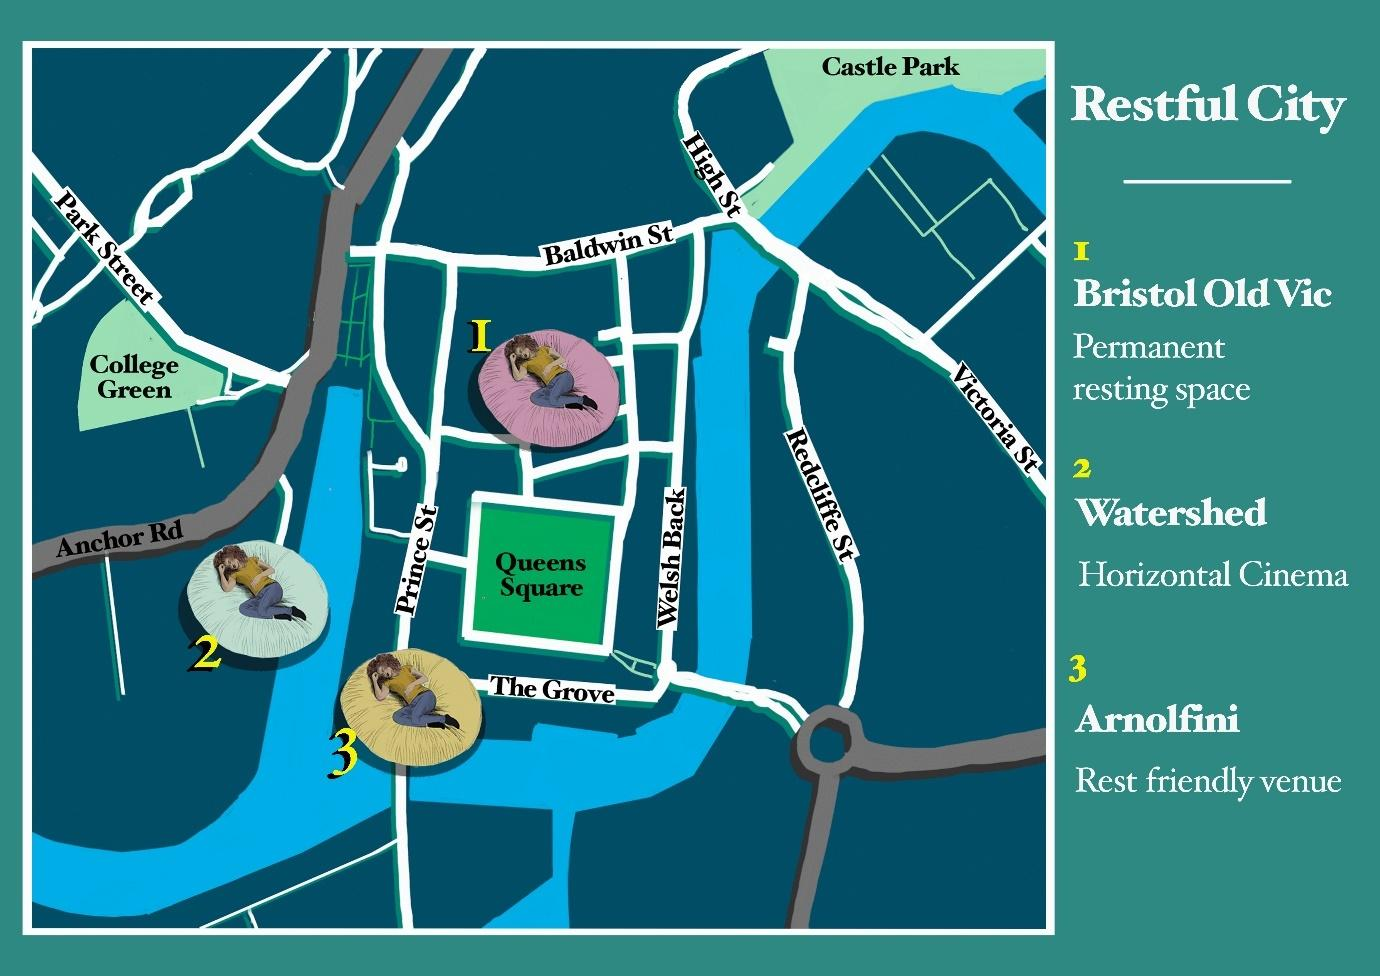 Restful City
1
Bristol Old Vic
Permanent
resting space
2
Watershed
Horizontal Cinema
3
Arnolfini
Rest friendly venue
Castle Park
High St
Park Street
Baldwin St
1
College
Green
Victoria St
Redcliffe St
Anchor Rd
Prince St
Welsh Back
Queens
Square
2
The Grove
3